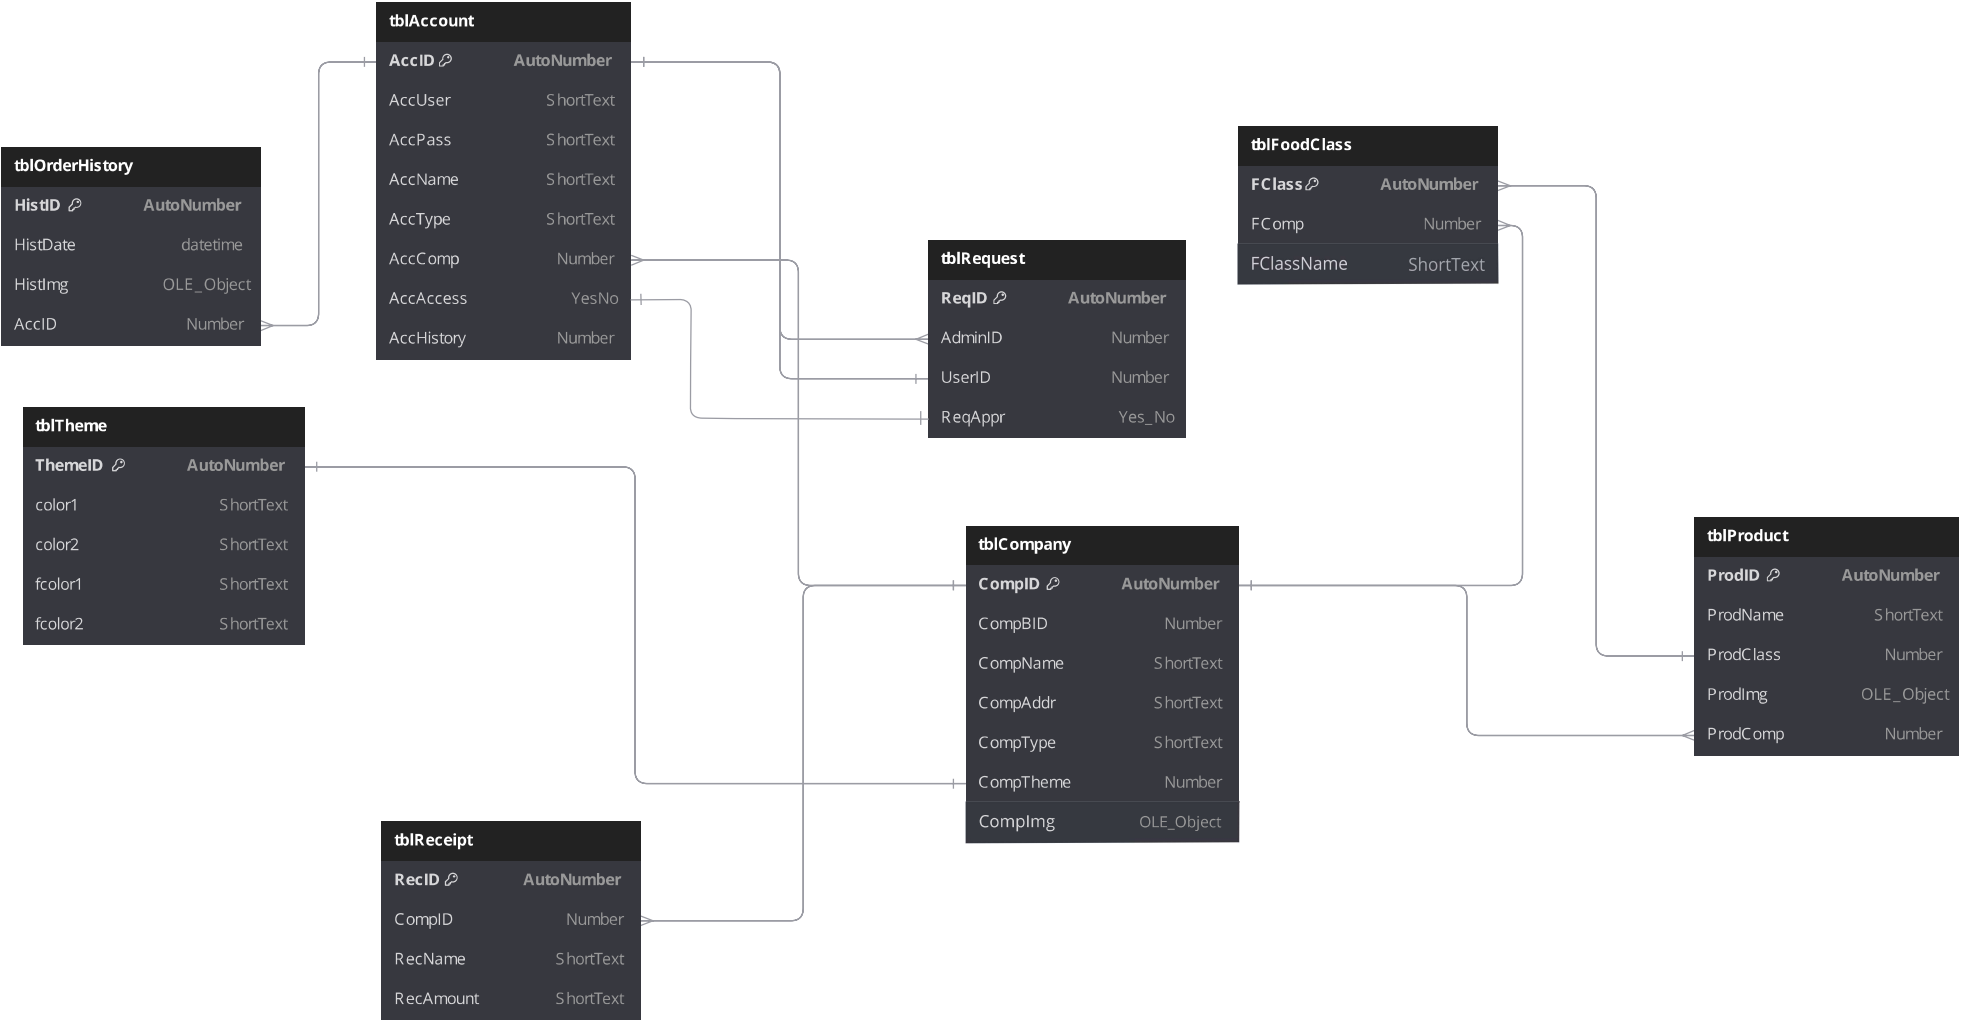 tblAccount
AccID AutoNumber
AccUser ShortText
AccPass ShortText
AccName ShortText
AccType ShortText
AccComp Number
AccAccess YesNo
AccHistory Number
tblOrderHistory
HistID AutoNumber
HistDate datetime
HistImg OLE_Object
AccID Number
tblFoodClass
FClass AutoNumber
FComp Number
FClassName ShortText
tblRequest
ReqID AutoNumber
AdminID Number
UserID Number
ReqAppr Yes_No
tblTheme
ThemeID AutoNumber
color1 ShortText
color2 ShortText
fcolor1 ShortText
fcolor2 ShortText
tblCompany
CompID AutoNumber
CompBID Number
CompName ShortText
CompAddr ShortText
CompType ShortText
CompTheme Number
CompImg OLE_Object
tblProduct
ProdID AutoNumber
ProdName ShortText
ProdClass Number
ProdImg OLE_Object
ProdComp Number
tblReceipt
RecID AutoNumber
CompID Number
RecName ShortText
RecAmount ShortText